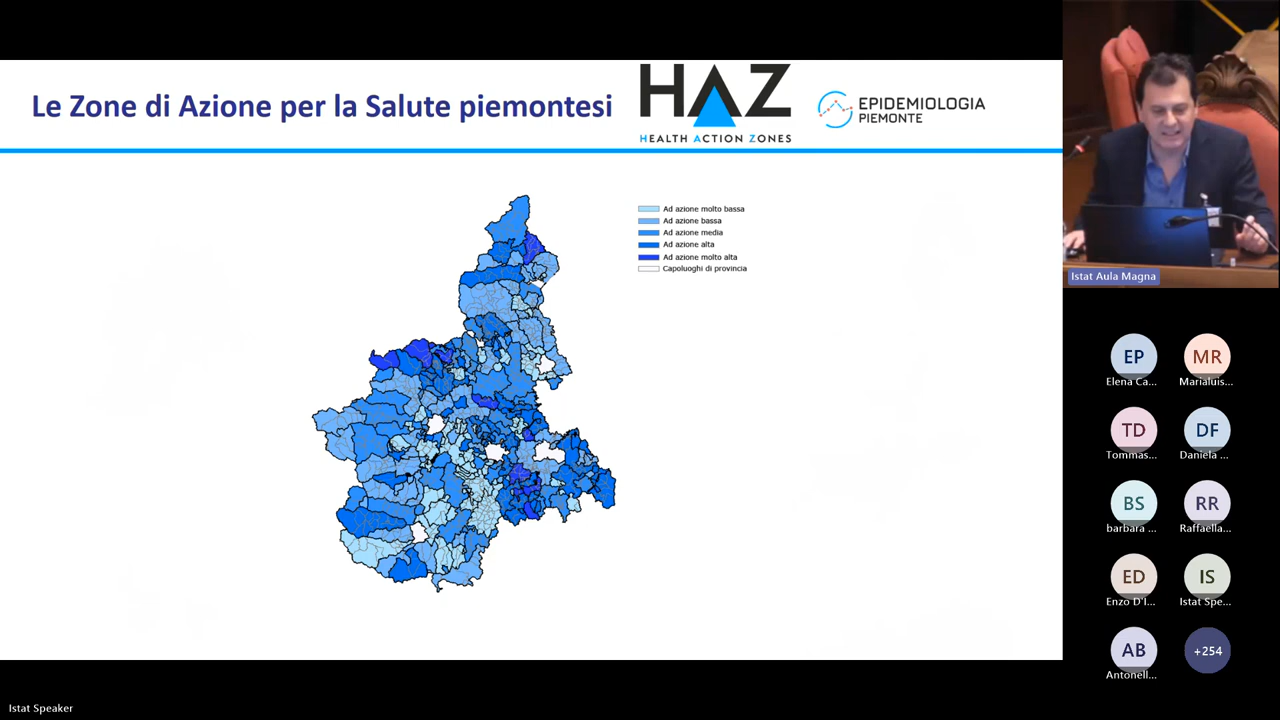 Le Zone di Azione per la Salute piemontesi
HAZ
HEALTH ACTION ZONES
EPIDEMIOLOGIA
PIEMONTE
Ad azione molto bassa
Ad azione bassa
Ad azione media
Ad azione alta
Ad azione molto alta
Capoluoghi di provincia
Istat Aula Magna
EP
Elena Ca...
MR
Marialuis...
TD
Tommas...
DF
Daniela ...
BS
barbara ...
RR
Raffaella...
ED
Enzo D'I...
IS
Istat Spe...
AB
Antonell...
+254
Istat Speaker